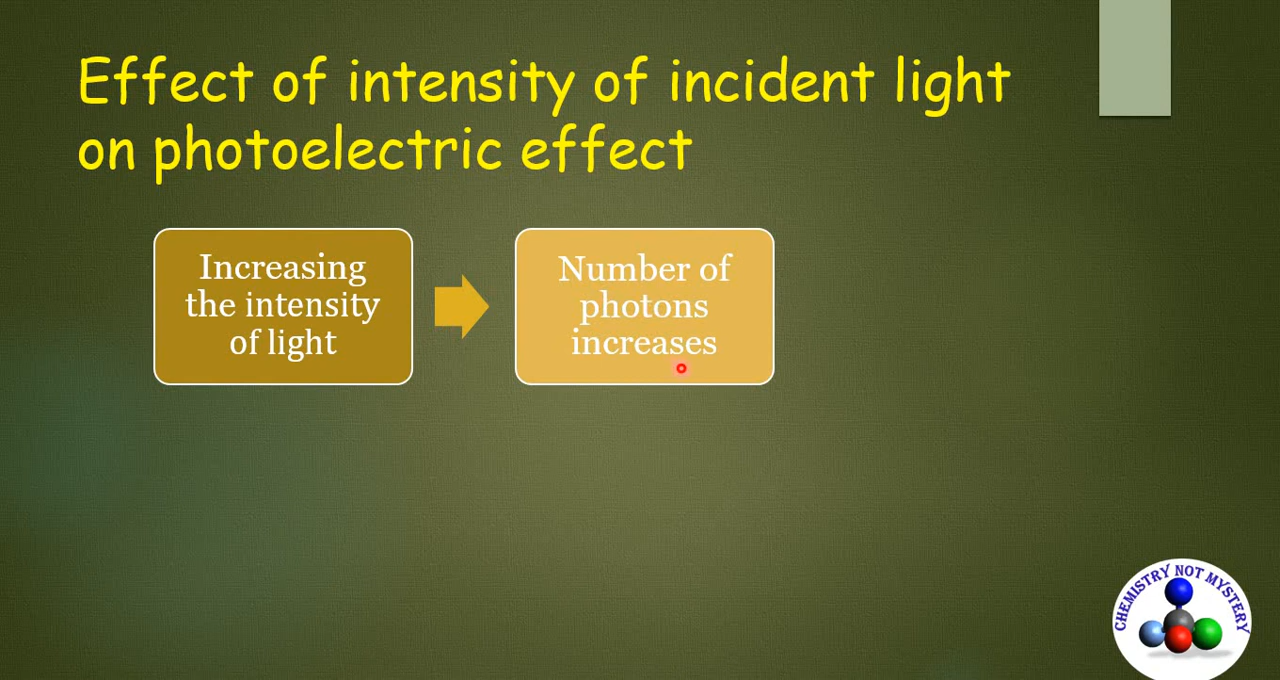 Effect of intensity of incident light
on photoelectric effect
Increasing
the intensity
of light
Number of
photons
increases
CHEMISTRY NOT MYSTERY